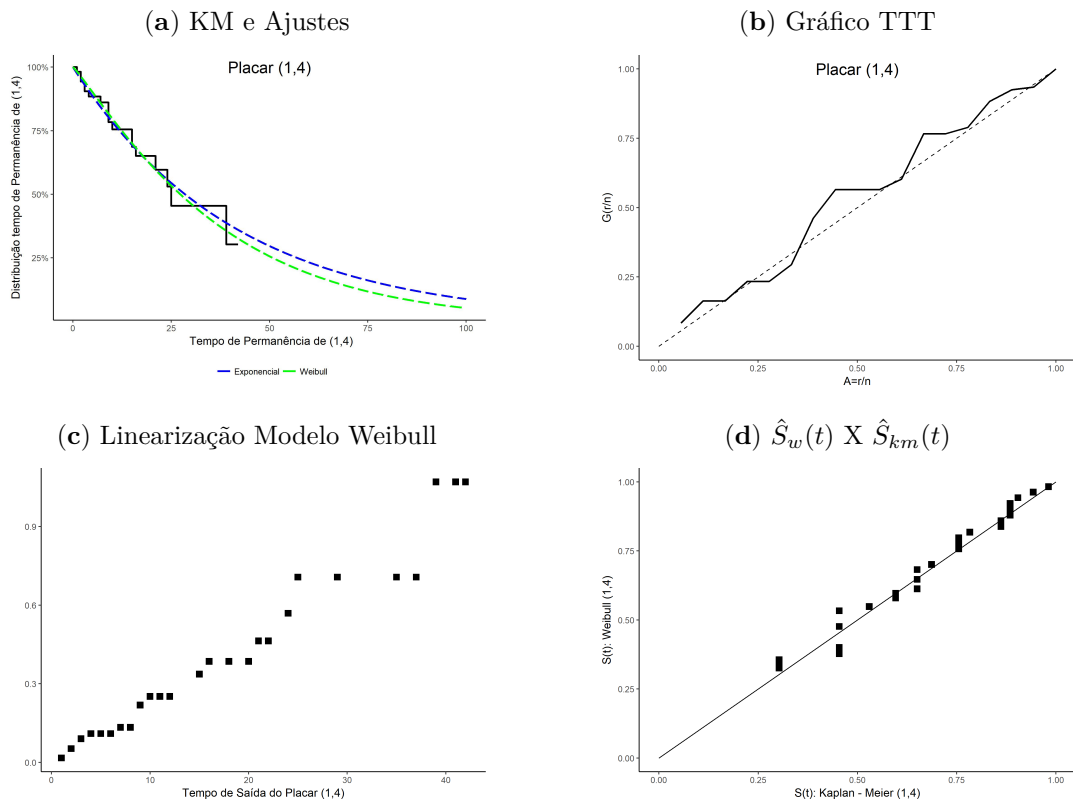 (a) KM e Ajustes
Placar (1,4)
Distribuição tempo de Permanência de (1,4)
100%
75%
50%
25%
0 25 50 75 100
Tempo de Permanência de (1,4)
Exponencial Weibull
(b) Gráfico TTT
Placar (1,4)
G(r/n)
1.00
0.75
0.50
0.25
0.00
0.00 0.25 0.50 0.75 1.00
A=r/n
(c) Linearização Modelo Weibull
0.9
0.6
0.3
0.0
0 10 20 30 40
Tempo de Saída do Placar (1,4)
(d) Ŝw(t) X Ŝkm(t)
S(t): Weibull (1,4)
1.00
0.75
0.50
0.25
0.00
0.00 0.25 0.50 0.75 1.00
S(t): Kaplan - Meier (1,4)